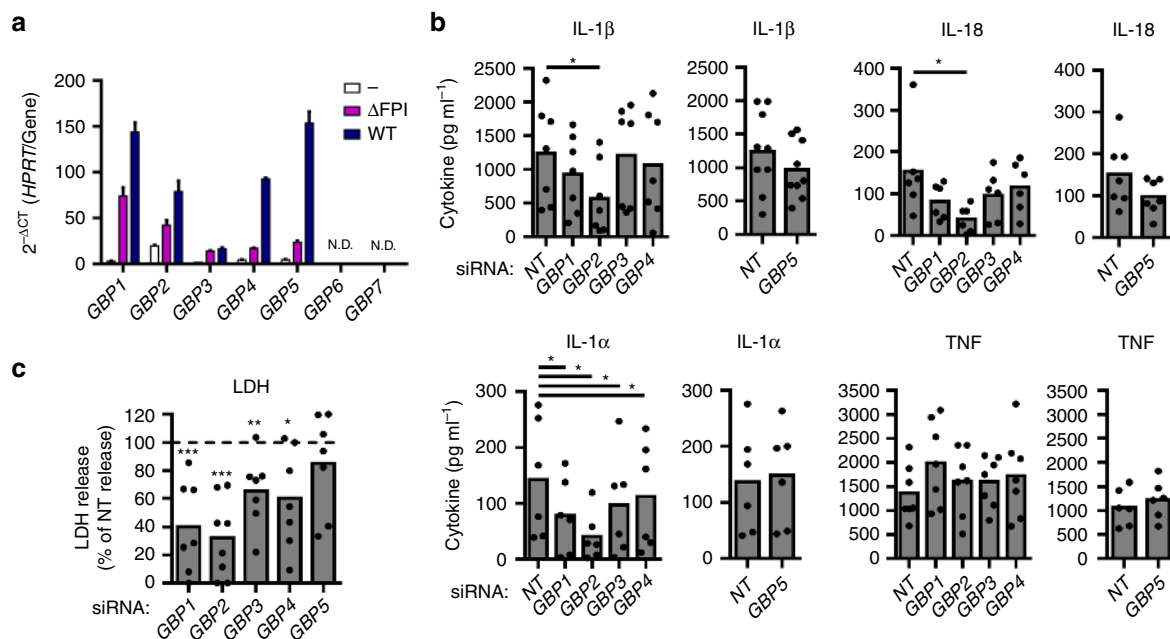 a
200
150
100
50
0
2−ΔCT (HPRT/Gene)
–
ΔFPI
WT
N.D. N.D.
GBP1 GBP2 GBP3 GBP4 GBP5 GBP6 GBP7
b
IL-1β
2500
2000
1500
1000
500
0
Cytokine (pg ml−1)
*
siRNA: NT GBP1 GBP2 GBP3 GBP4
IL-1β
2500
2000
1500
1000
500
0
NT GBP5
IL-18
400
300
200
100
0
*
NT GBP1 GBP2 GBP3 GBP4
IL-18
400
300
200
100
0
NT GBP5
c
LDH
120
100
80
60
40
20
0
LDH release
(% of NT release)
*** *** ** *
siRNA: GBP1 GBP2 GBP3 GBP4 GBP5
IL-1α
300
200
100
0
Cytokine (pg ml−1)
*
*
*
*
NT GBP1 GBP2 GBP3 GBP4
IL-1α
300
200
100
0
NT GBP5
TNF
3500
3000
2500
2000
1500
1000
500
0
NT GBP1 GBP2 GBP3 GBP4
TNF
3500
3000
2500
2000
1500
1000
500
0
NT GBP5